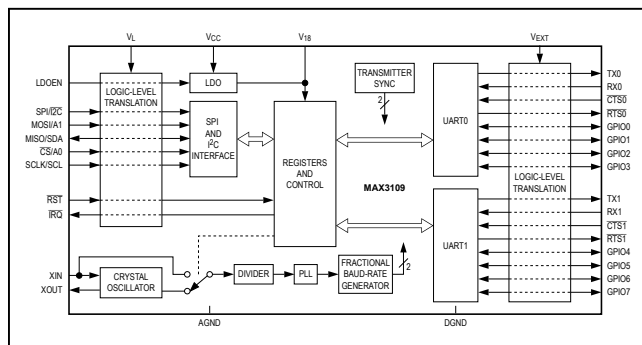 VL
VCC
V18
VEXT
LDOEN
SPI/I2C
MOSI/A1
MISO/SDA
CS/A0
SCLK/SCL
RST
IRQ
XIN
XOUT
LOGIC-LEVEL
TRANSLATION
LDO
SPI
AND
I2C
INTERFACE
REGISTERS
AND
CONTROL
TRANSMITTER
SYNC
2
MAX3109
UART0
UART1
LOGIC-LEVEL
TRANSLATION
CRYSTAL
OSCILLATOR
DIVIDER
PLL
FRACTIONAL
BAUD-RATE
GENERATOR
2
TX0
RX0
CTS0
RTS0
GPIO0
GPIO1
GPIO2
GPIO3
TX1
RX1
CTS1
RTS1
GPIO4
GPIO5
GPIO6
GPIO7
AGND
DGND